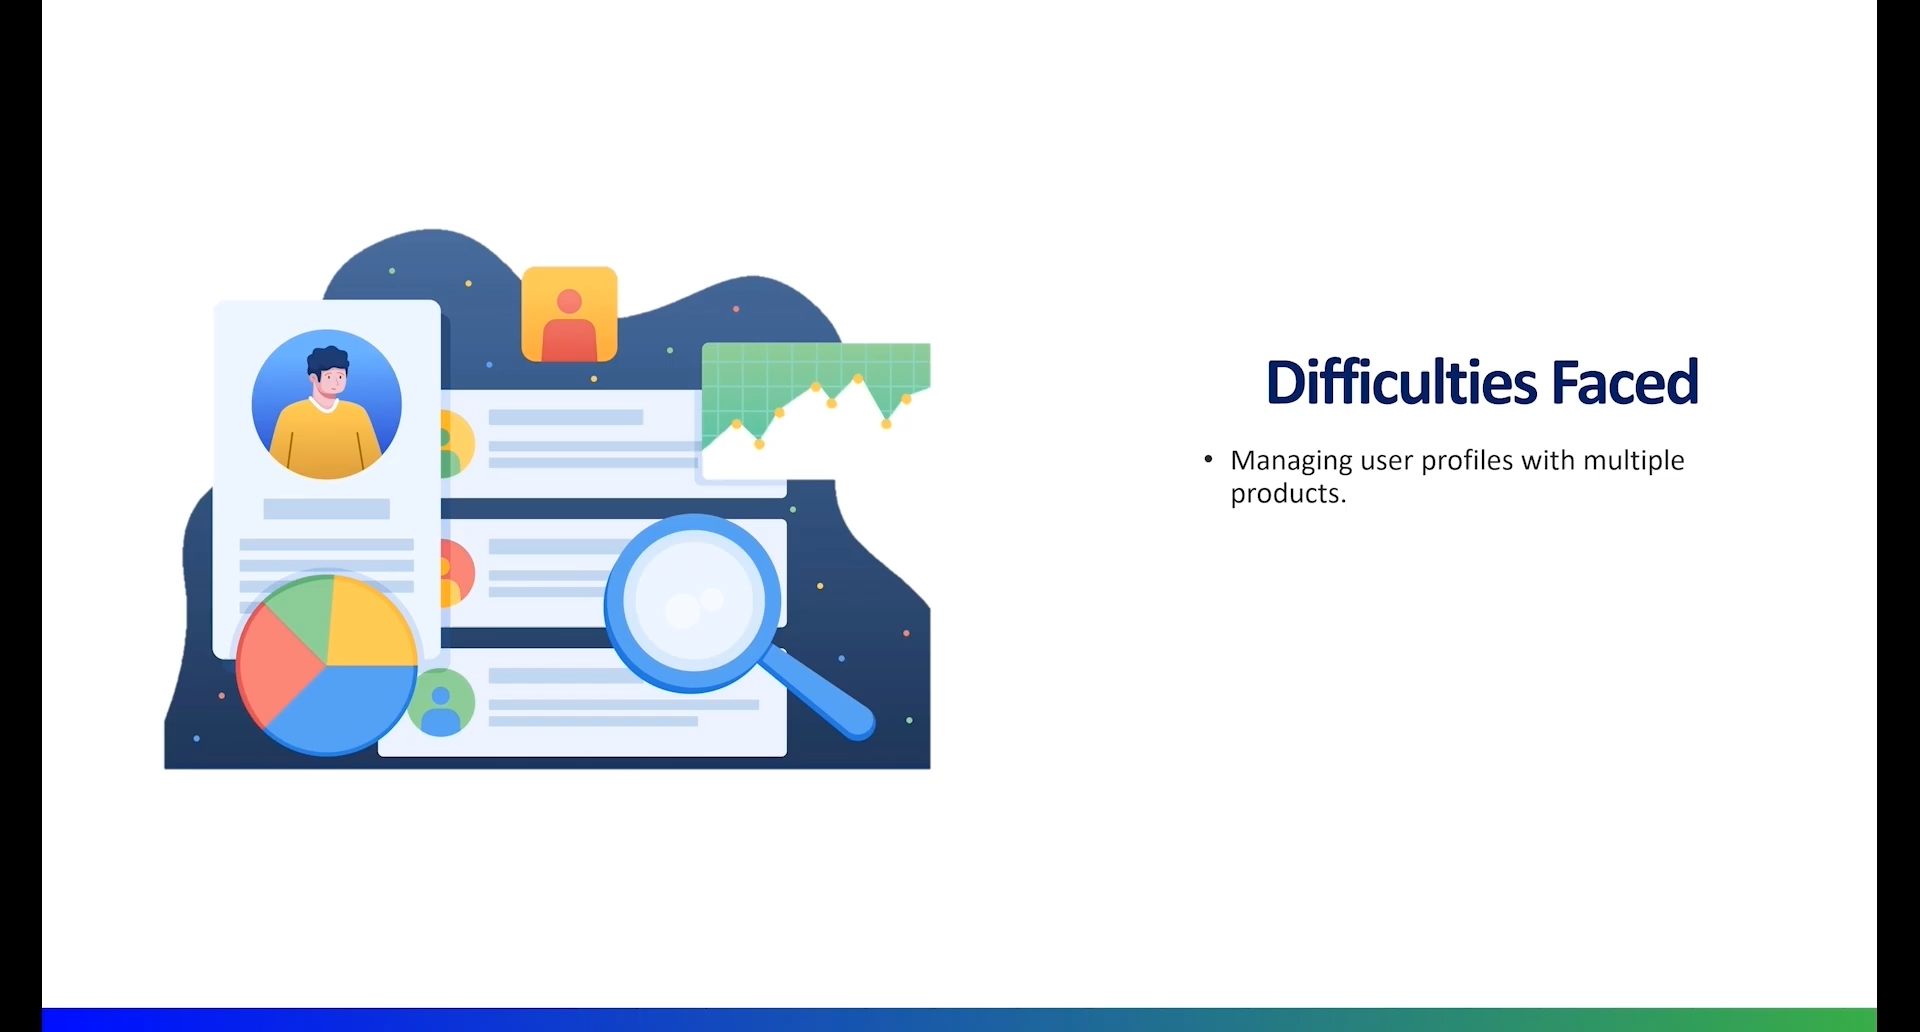 Difficulties Faced
• Managing user profiles with multiple
products.